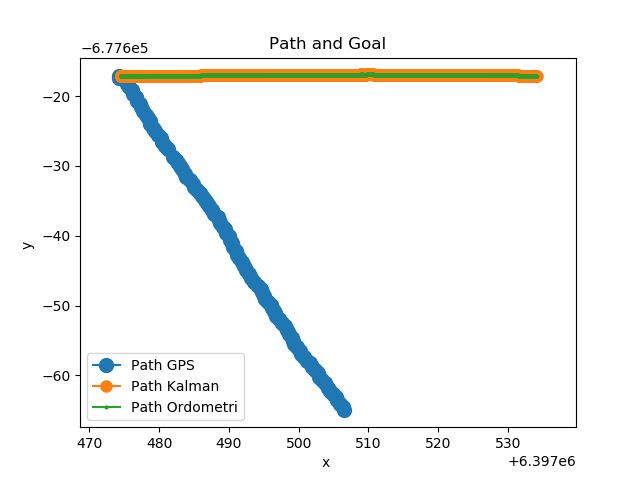 Path and Goal
−6.776e5
−20
−30
−40
−50
−60
y
Path GPS
Path Kalman
Path Ordometri
470
480
490
500
510
520
530
x
+6.397e6